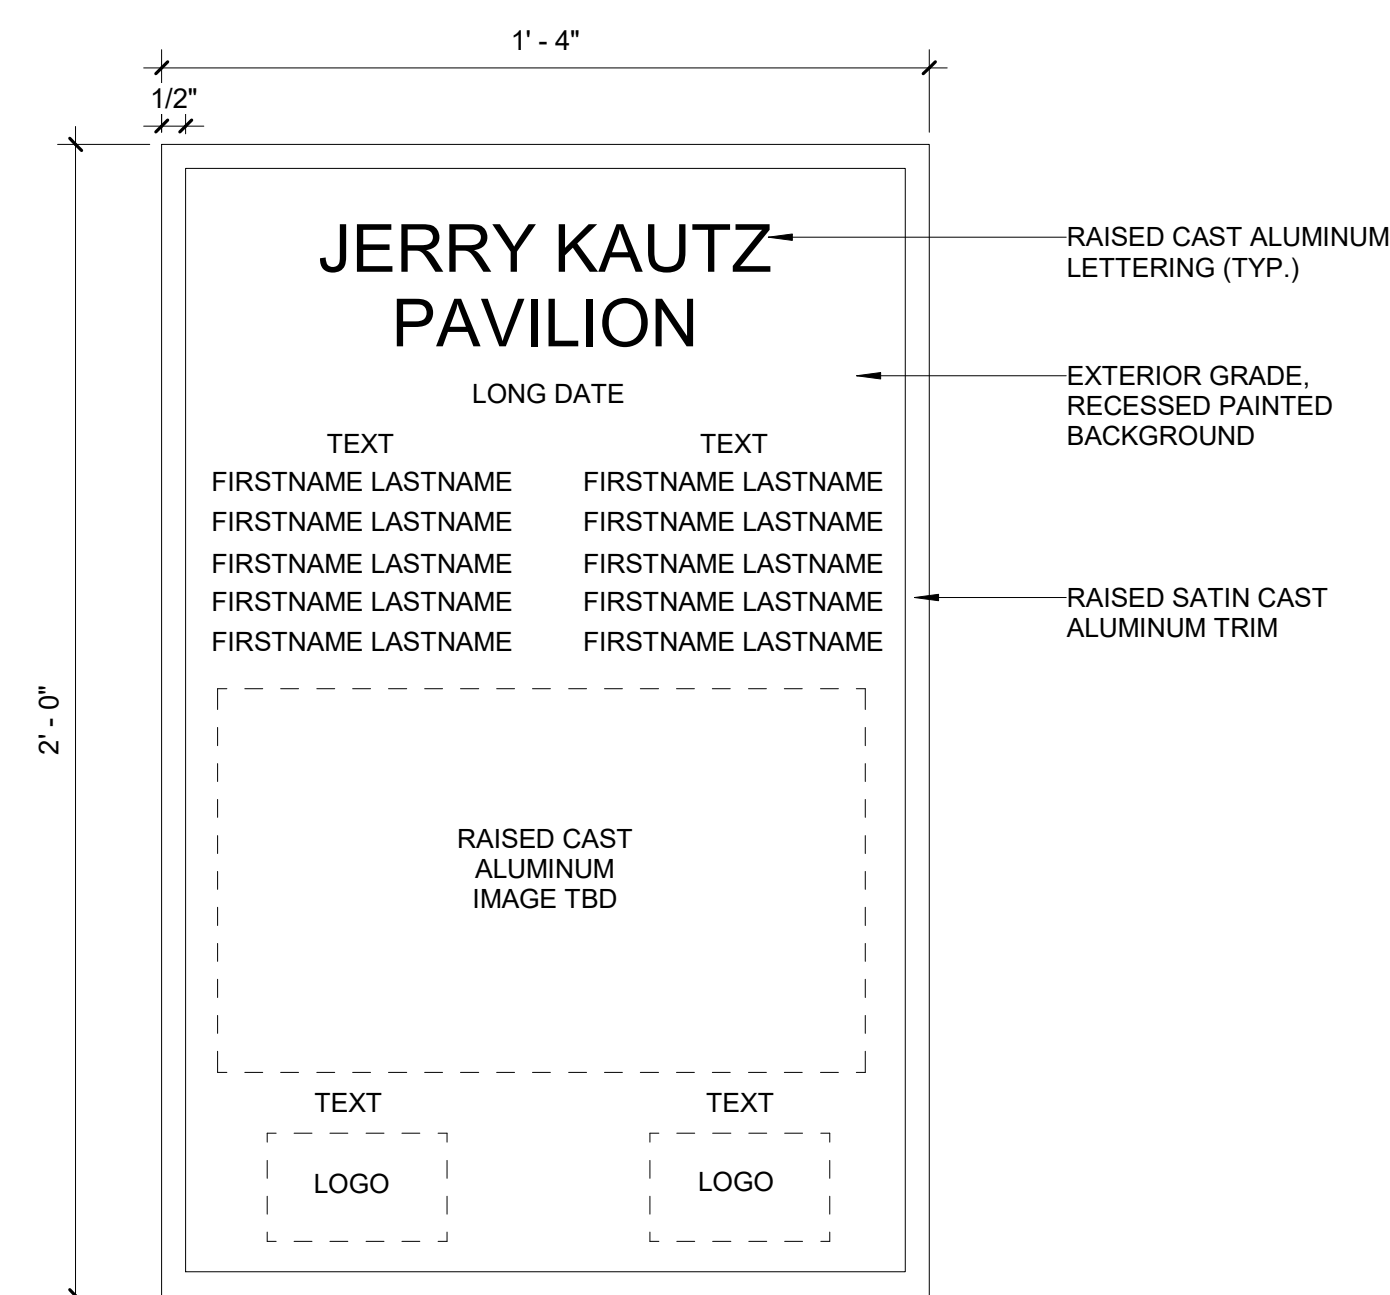 1' - 4"
1/2"
JERRY KAUTZ
PAVILION
LONG DATE
TEXT TEXT
FIRSTNAME LASTNAME FIRSTNAME LASTNAME
FIRSTNAME LASTNAME FIRSTNAME LASTNAME
FIRSTNAME LASTNAME FIRSTNAME LASTNAME
FIRSTNAME LASTNAME FIRSTNAME LASTNAME
FIRSTNAME LASTNAME FIRSTNAME LASTNAME
RAISED CAST
ALUMINUM
IMAGE TBD
TEXT TEXT
LOGO LOGO
2' - 0"
RAISED CAST ALUMINUM
LETTERING (TYP.)
EXTERIOR GRADE,
RECESSED PAINTED
BACKGROUND
RAISED SATIN CAST
ALUMINUM TRIM